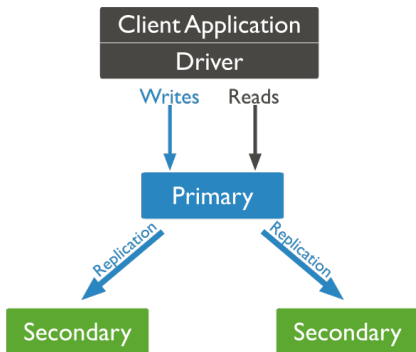 Client Application
Driver
Writes Reads
Primary
Replication Replication
Secondary Secondary